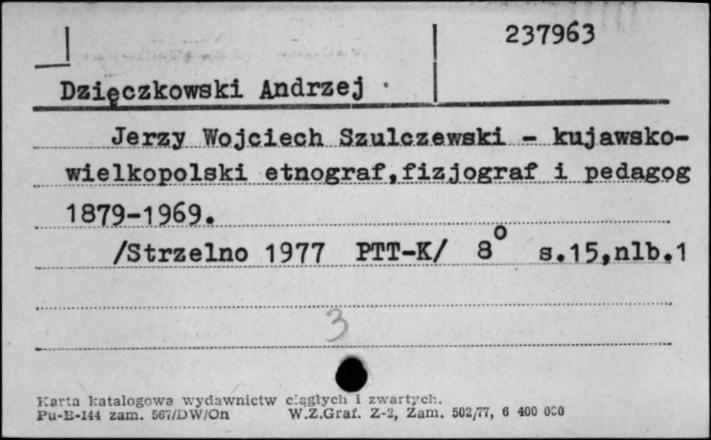 237963
Dzięczkowski Andrzej
Jerzy Wojciech Szulczewski - kujawsko-
wielkopolski etnograf,fizjograf i pedagog
1879-1969.
/Strzelno 1977 PTT-K/ 8° s.15,nlb.1
3
Karta katalogowa wydawnictw ciągłych i zwartych.
Pu-B-144 zam. 567/DW/On W.Z.Graf. Z-2, Zam. 502/77, 6 400 000